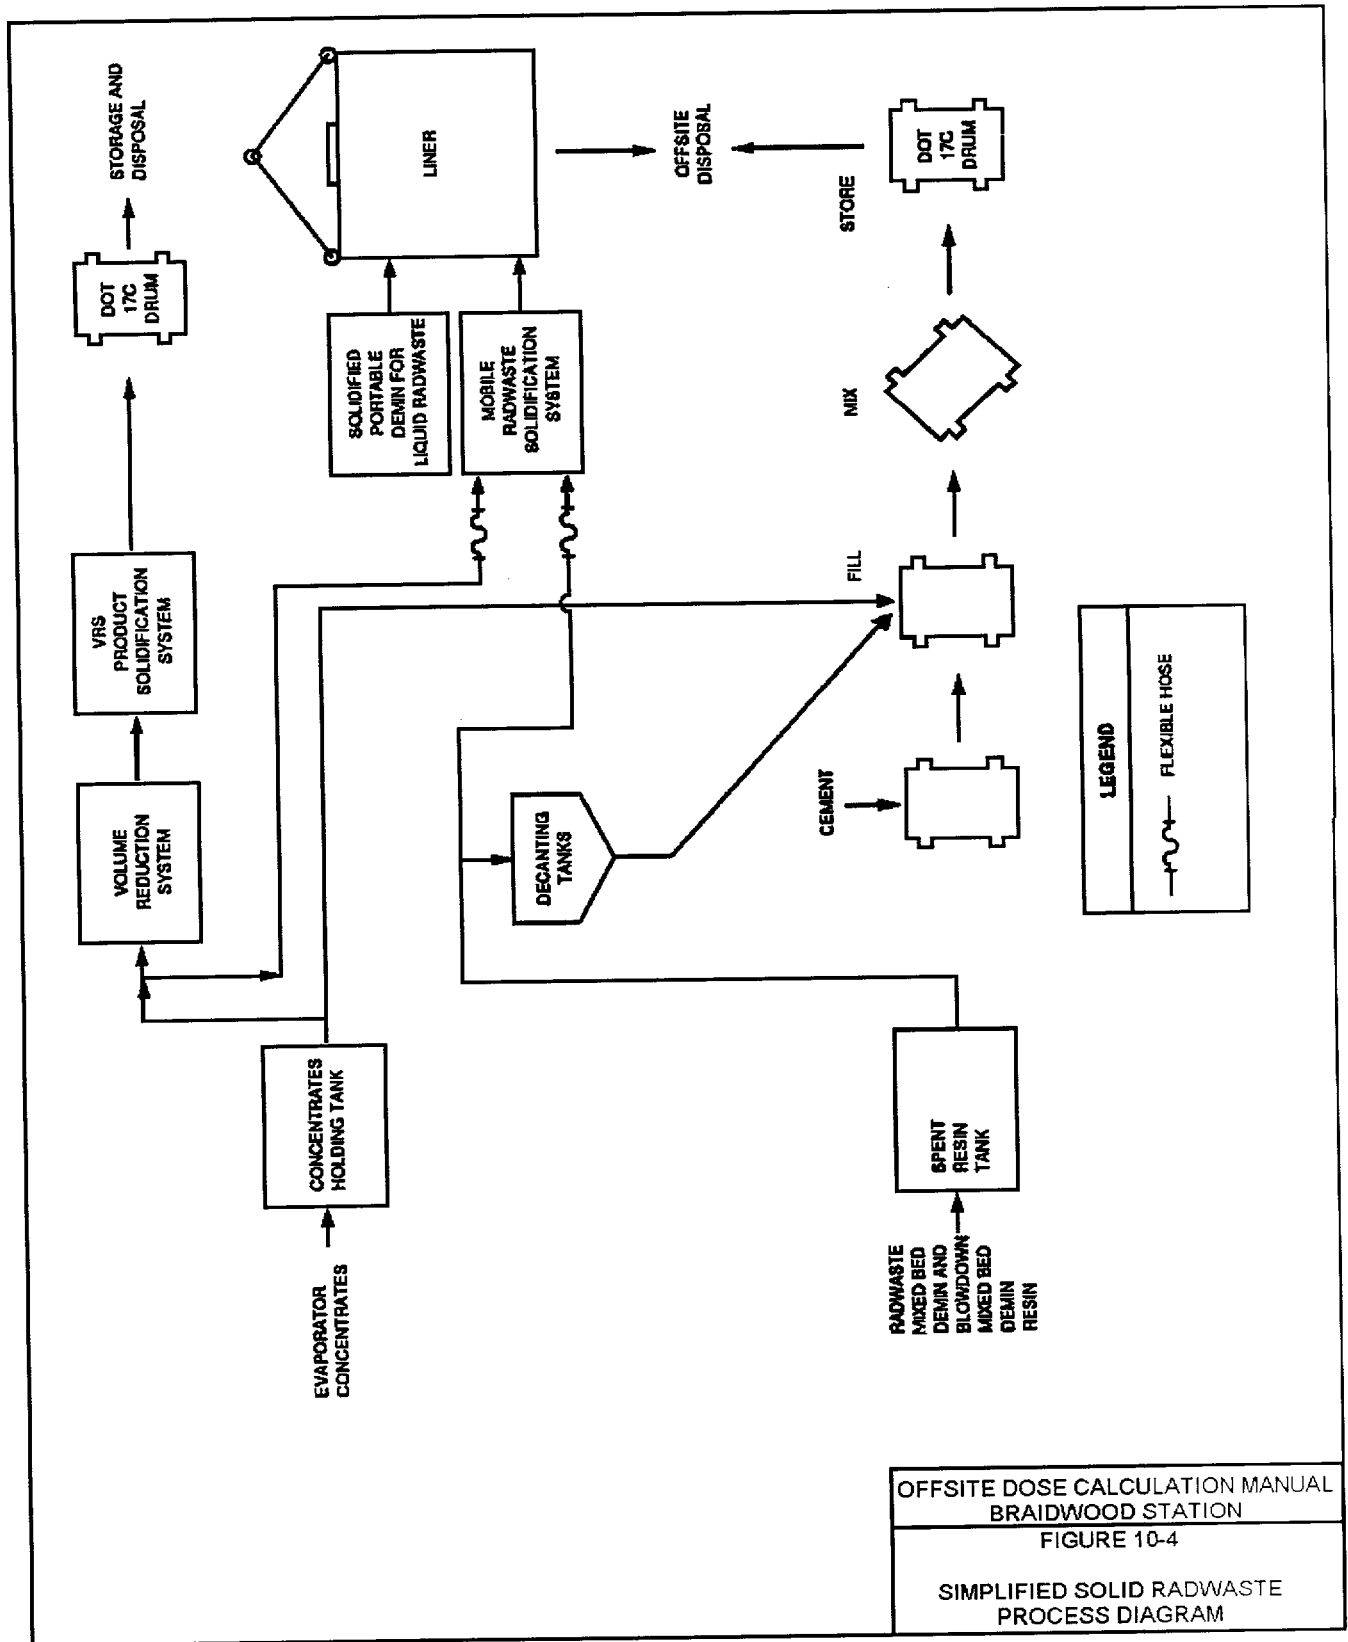 EVAPORATOR
CONCENTRATES
CONCENTRATES
HOLDING TANK
VOLUME
REDUCTION
SYSTEM
VRS
PRODUCT
SOLIDIFICATION
SYSTEM
DOT
17C
DRUM
STORAGE AND
DISPOSAL
SOLIDIFIED
PORTABLE
DEMIN FOR
LIQUID RADWASTE
MOBILE
RADWASTE
SOLIDIFICATION
SYSTEM
LINER
OFFSITE
DISPOSAL
RADWASTE
MIXED BED
DEMIN AND
BLOWDOWN
MIXED BED
DEMIN
RESIN
SPENT
RESIN
TANK
DECANTING
TANKS
CEMENT
FILL
MIX
STORE
DOT
17C
DRUM
LEGEND
FLEXIBLE HOSE
OFFSITE DOSE CALCULATION MANUAL
BRAIDWOOD STATION
FIGURE 10-4
SIMPLIFIED SOLID RADWASTE
PROCESS DIAGRAM